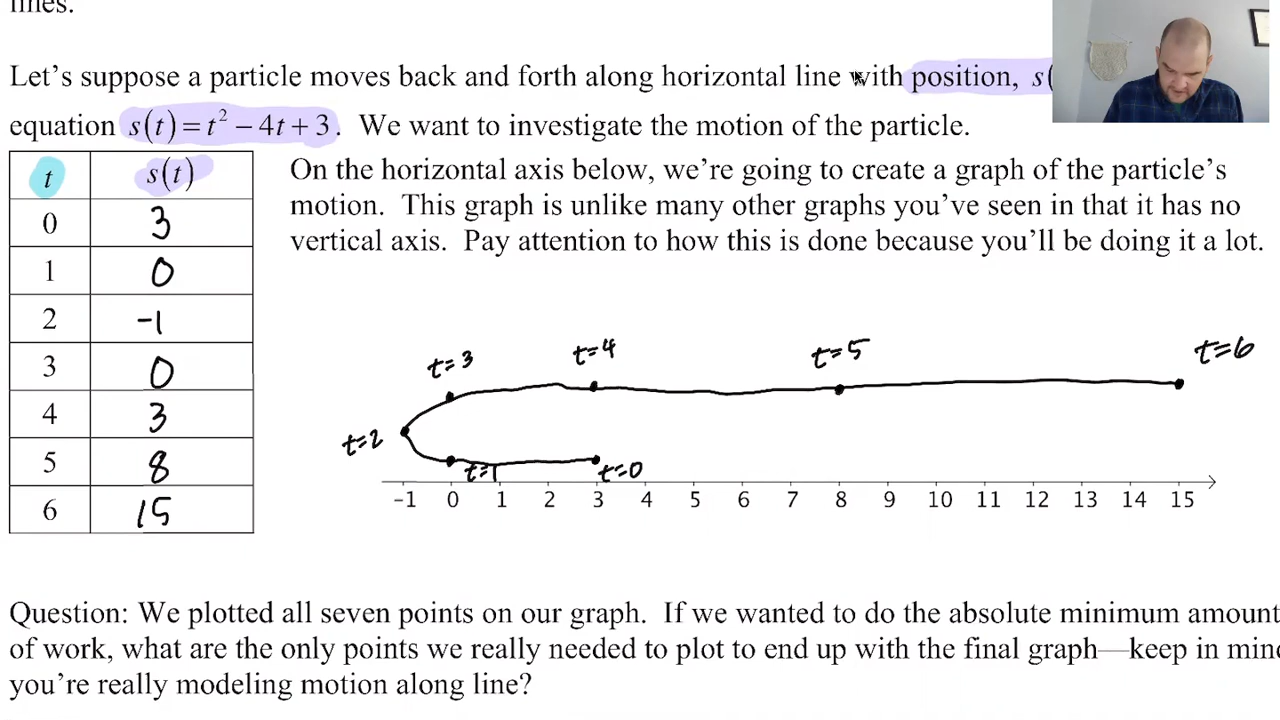 lines.
Let's suppose a particle moves back and forth along horizontal line with position, s(
equation s(t) = t² − 4t + 3. We want to investigate the motion of the particle.
t s(t)
0 3
1 0
2 -1
3 0
4 3
5 8
6 15
On the horizontal axis below, we're going to create a graph of the particle's
motion. This graph is unlike many other graphs you've seen in that it has no
vertical axis. Pay attention to how this is done because you'll be doing it a lot.
t=3 t=4 t=5 t=6
t=2
t=1 t=0
-1 0 1 2 3 4 5 6 7 8 9 10 11 12 13 14 15
Question: We plotted all seven points on our graph. If we wanted to do the absolute minimum amount
of work, what are the only points we really needed to plot to end up with the final graph—keep in mind
you're really modeling motion along line?